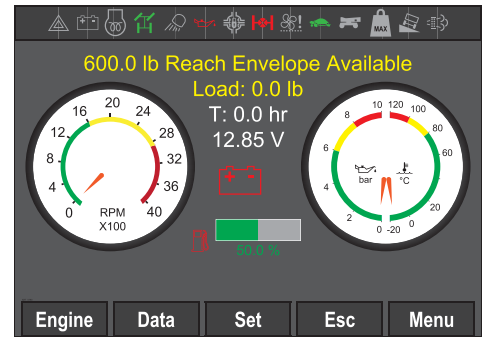 MAX
600.0 lb Reach Envelope Available
Load: 0.0 lb
T: 0.0 hr
12.85 V
0
4
8
12
16
20
24
28
32
36
40
RPM
X100
0
2
4
6
8
10
bar
-20
0
20
60
80
100
120
°C
50.0 %
Engine
Data
Set
Esc
Menu